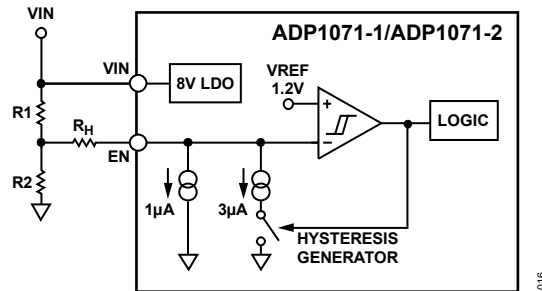 VIN
ADP1071-1/ADP1071-2
VIN
8V LDO
VREF
1.2V
+
LOGIC
R1
RH
EN
−
R2
1µA
3µA
HYSTERESIS
GENERATOR
016